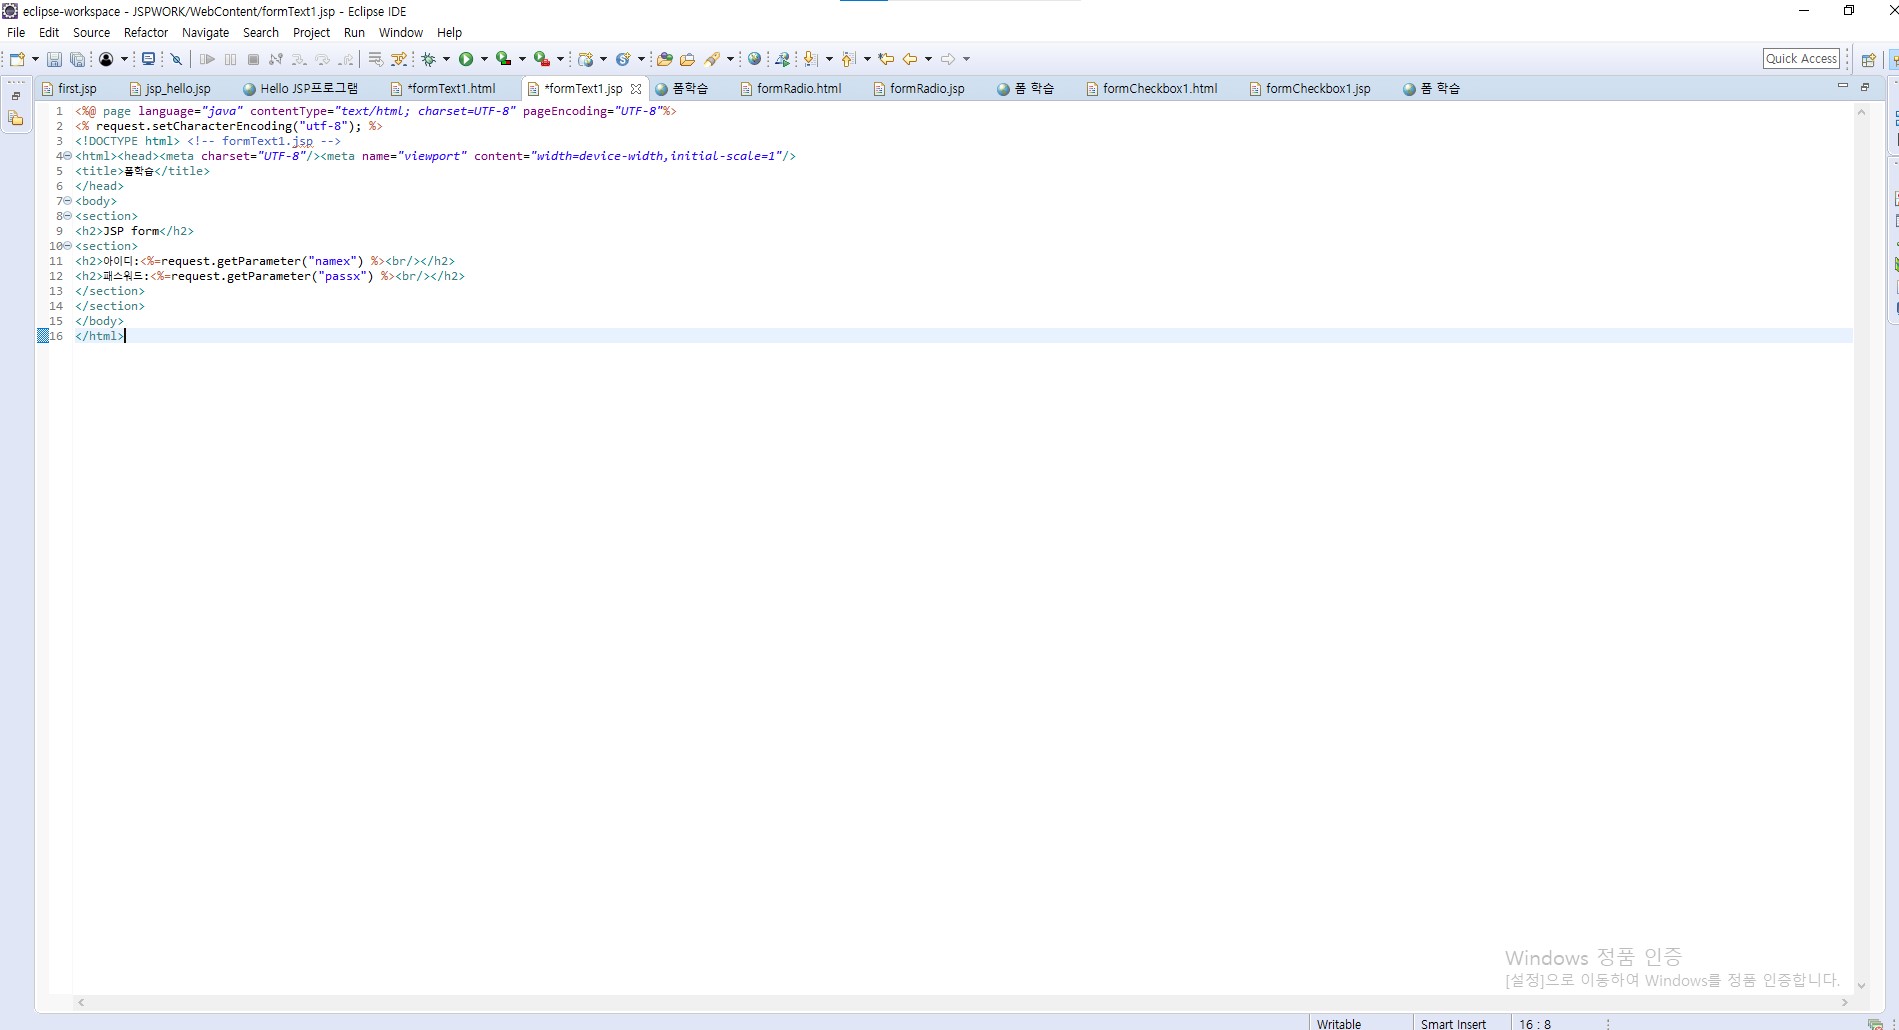 eclipse-workspace - JSPWORK/WebContent/formText1.jsp - Eclipse IDE
File Edit Source Refactor Navigate Search Project Run Window Help
Quick Access
first.jsp jsp_hello.jsp Hello JSP프로그램 *formText1.html *formText1.jsp 폼학습 formRadio.html formRadio.jsp 폼 학습 formCheckbox1.html formCheckbox1.jsp 폼 학습
1 <%@ page language="java" contentType="text/html; charset=UTF-8" pageEncoding="UTF-8"%>
2 <% request.setCharacterEncoding("utf-8"); %>
3 <!DOCTYPE html> <!-- formText1.jsp -->
4 <html><head><meta charset="UTF-8"/><meta name="viewport" content="width=device-width,initial-scale=1"/>
5 <title>폼학습</title>
6 </head>
7 <body>
8 <section>
9 <h2>JSP form</h2>
10 <section>
11 <h2>아이디:<%=request.getParameter("namex") %><br/></h2>
12 <h2>패스워드:<%=request.getParameter("passx") %><br/></h2>
13 </section>
14 </section>
15 </body>
16 </html>
Windows 정품 인증
[설정]으로 이동하여 Windows를 정품 인증합니다.
Writable Smart Insert 16 : 8